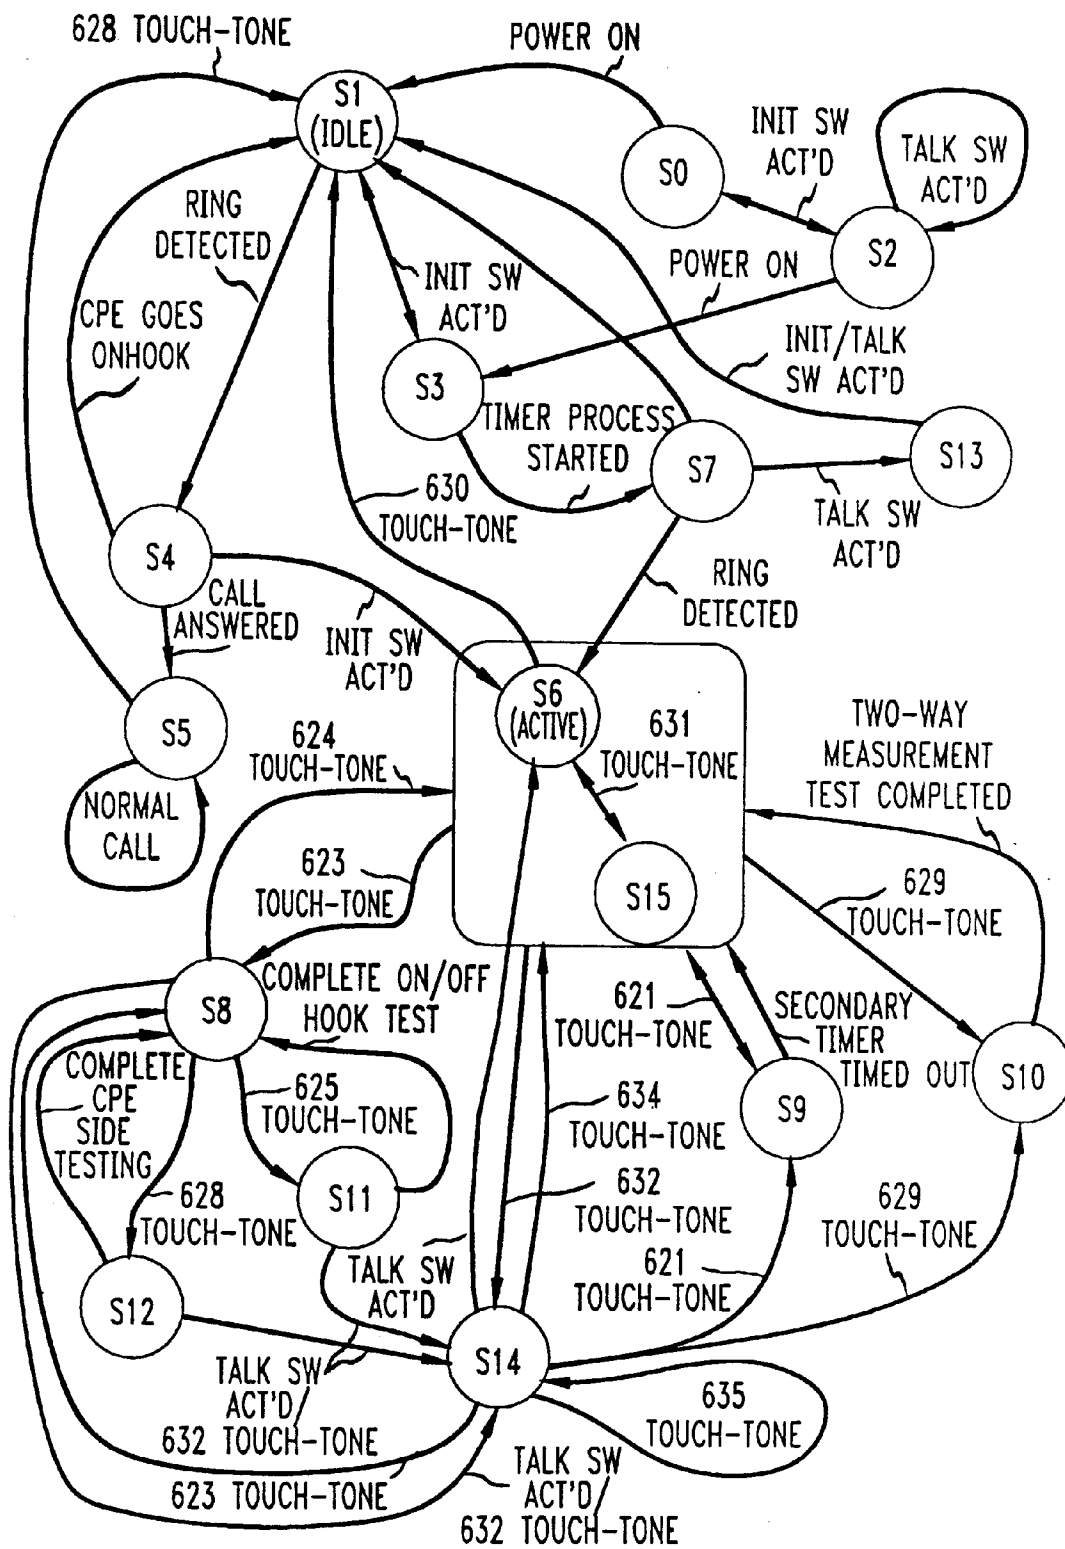 628 TOUCH-TONE
POWER ON
S1
(IDLE)
S0
INIT SW
ACT'D
TALK SW
ACT'D
S2
RING
DETECTED
CPE GOES
ONHOOK
INIT SW
ACT'D
POWER ON
S3
INIT/TALK
SW ACT'D
TIMER PROCESS
STARTED
S7
S13
630
TOUCH-TONE
TALK SW
ACT'D
S4
CALL
ANSWERED
INIT SW
ACT'D
RING
DETECTED
S5
NORMAL
CALL
S6
(ACTIVE)
624
TOUCH-TONE
631
TOUCH-TONE
TWO-WAY
MEASUREMENT
TEST COMPLETED
623
TOUCH-TONE
S15
629
TOUCH-TONE
S8
COMPLETE ON/OFF
HOOK TEST
621
TOUCH-TONE
SECONDARY
TIMER
TIMED OUT
S10
COMPLETE
CPE
SIDE
TESTING
625
TOUCH-TONE
634
TOUCH-TONE
S9
S11
628
TOUCH-TONE
632
TOUCH-TONE
629
TOUCH-TONE
TALK SW
ACT'D
621
TOUCH-TONE
S12
S14
TALK SW
ACT'D
632 TOUCH-TONE
635
TOUCH-TONE
623 TOUCH-TONE
TALK SW
ACT'D
632 TOUCH-TONE